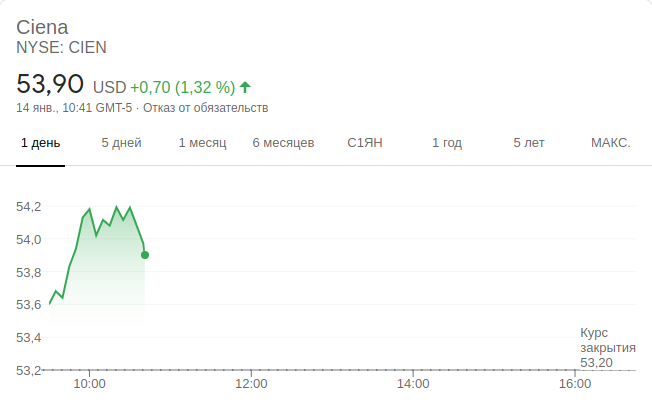 Ciena
NYSE: CIEN
53,90 USD +0,70 (1,32 %)
14 янв., 10:41 GMT-5 · Отказ от обязательств
1 день 5 дней 1 месяц 6 месяцев С1ЯН 1 год 5 лет МАКС.
54,2
54,0
53,8
53,6
53,4
Курс
закрытия
53,20
53,2
10:00 12:00 14:00 16:00